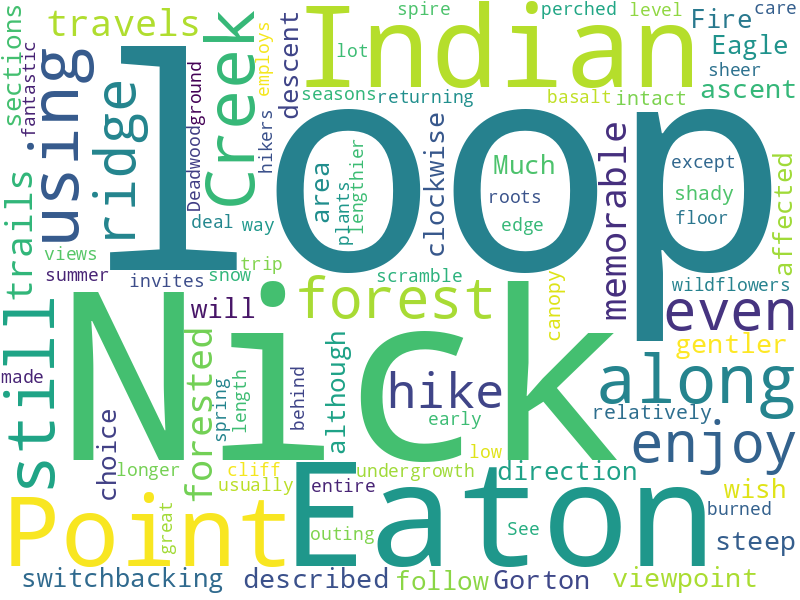 sections
travels
fantastic
using
ridge
Creek
employs
descent
spire
lot
Indian
perched
level
Fire
care
Eagle
sheer
ascent
seasons
returning
basalt
intact
loop
Deadwood
ground
hikers
area
plants
lengthier
clockwise
Much
roots
edge
memorable
except
shady
floor
affected
trails
deal
way
views
trip
summer
invites
snow
scramble
wildflowers
will
forest
canopy
even
gentler
still
Nick
hike
along
made
forested
spring
length
behind
although
early
relatively
choice
enjoy
low
longer
cliff
undergrowth
direction
usually
entire
wish
Point
great
Eaton
outing
See
burned
steep
switchbacking
described
follow
Gorton
viewpoint